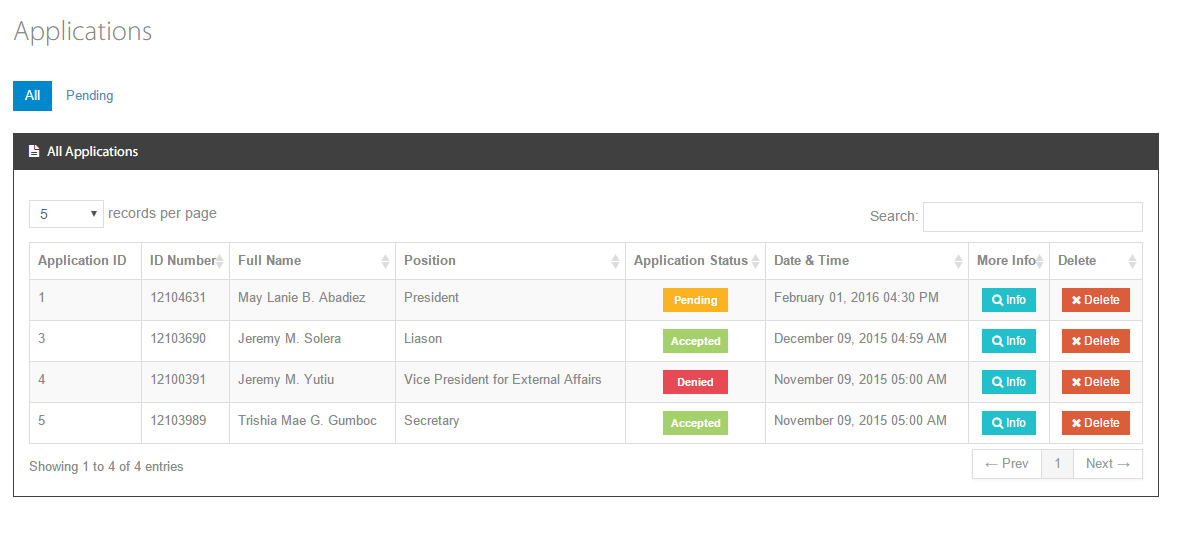 Applications
All Pending
All Applications
5 records per page Search:
Application ID ID Number Full Name Position Application Status Date & Time More Info Delete
1 12104631 May Lanie B. Abadiez President Pending February 01, 2016 04:30 PM Info Delete
3 12103690 Jeremy M. Solera Liason Accepted December 09, 2015 04:59 AM Info Delete
4 12100391 Jeremy M. Yutiu Vice President for External Affairs Denied November 09, 2015 05:00 AM Info Delete
5 12103989 Trishia Mae G. Gumboc Secretary Accepted November 09, 2015 05:00 AM Info Delete
Showing 1 to 4 of 4 entries ← Prev 1 Next →